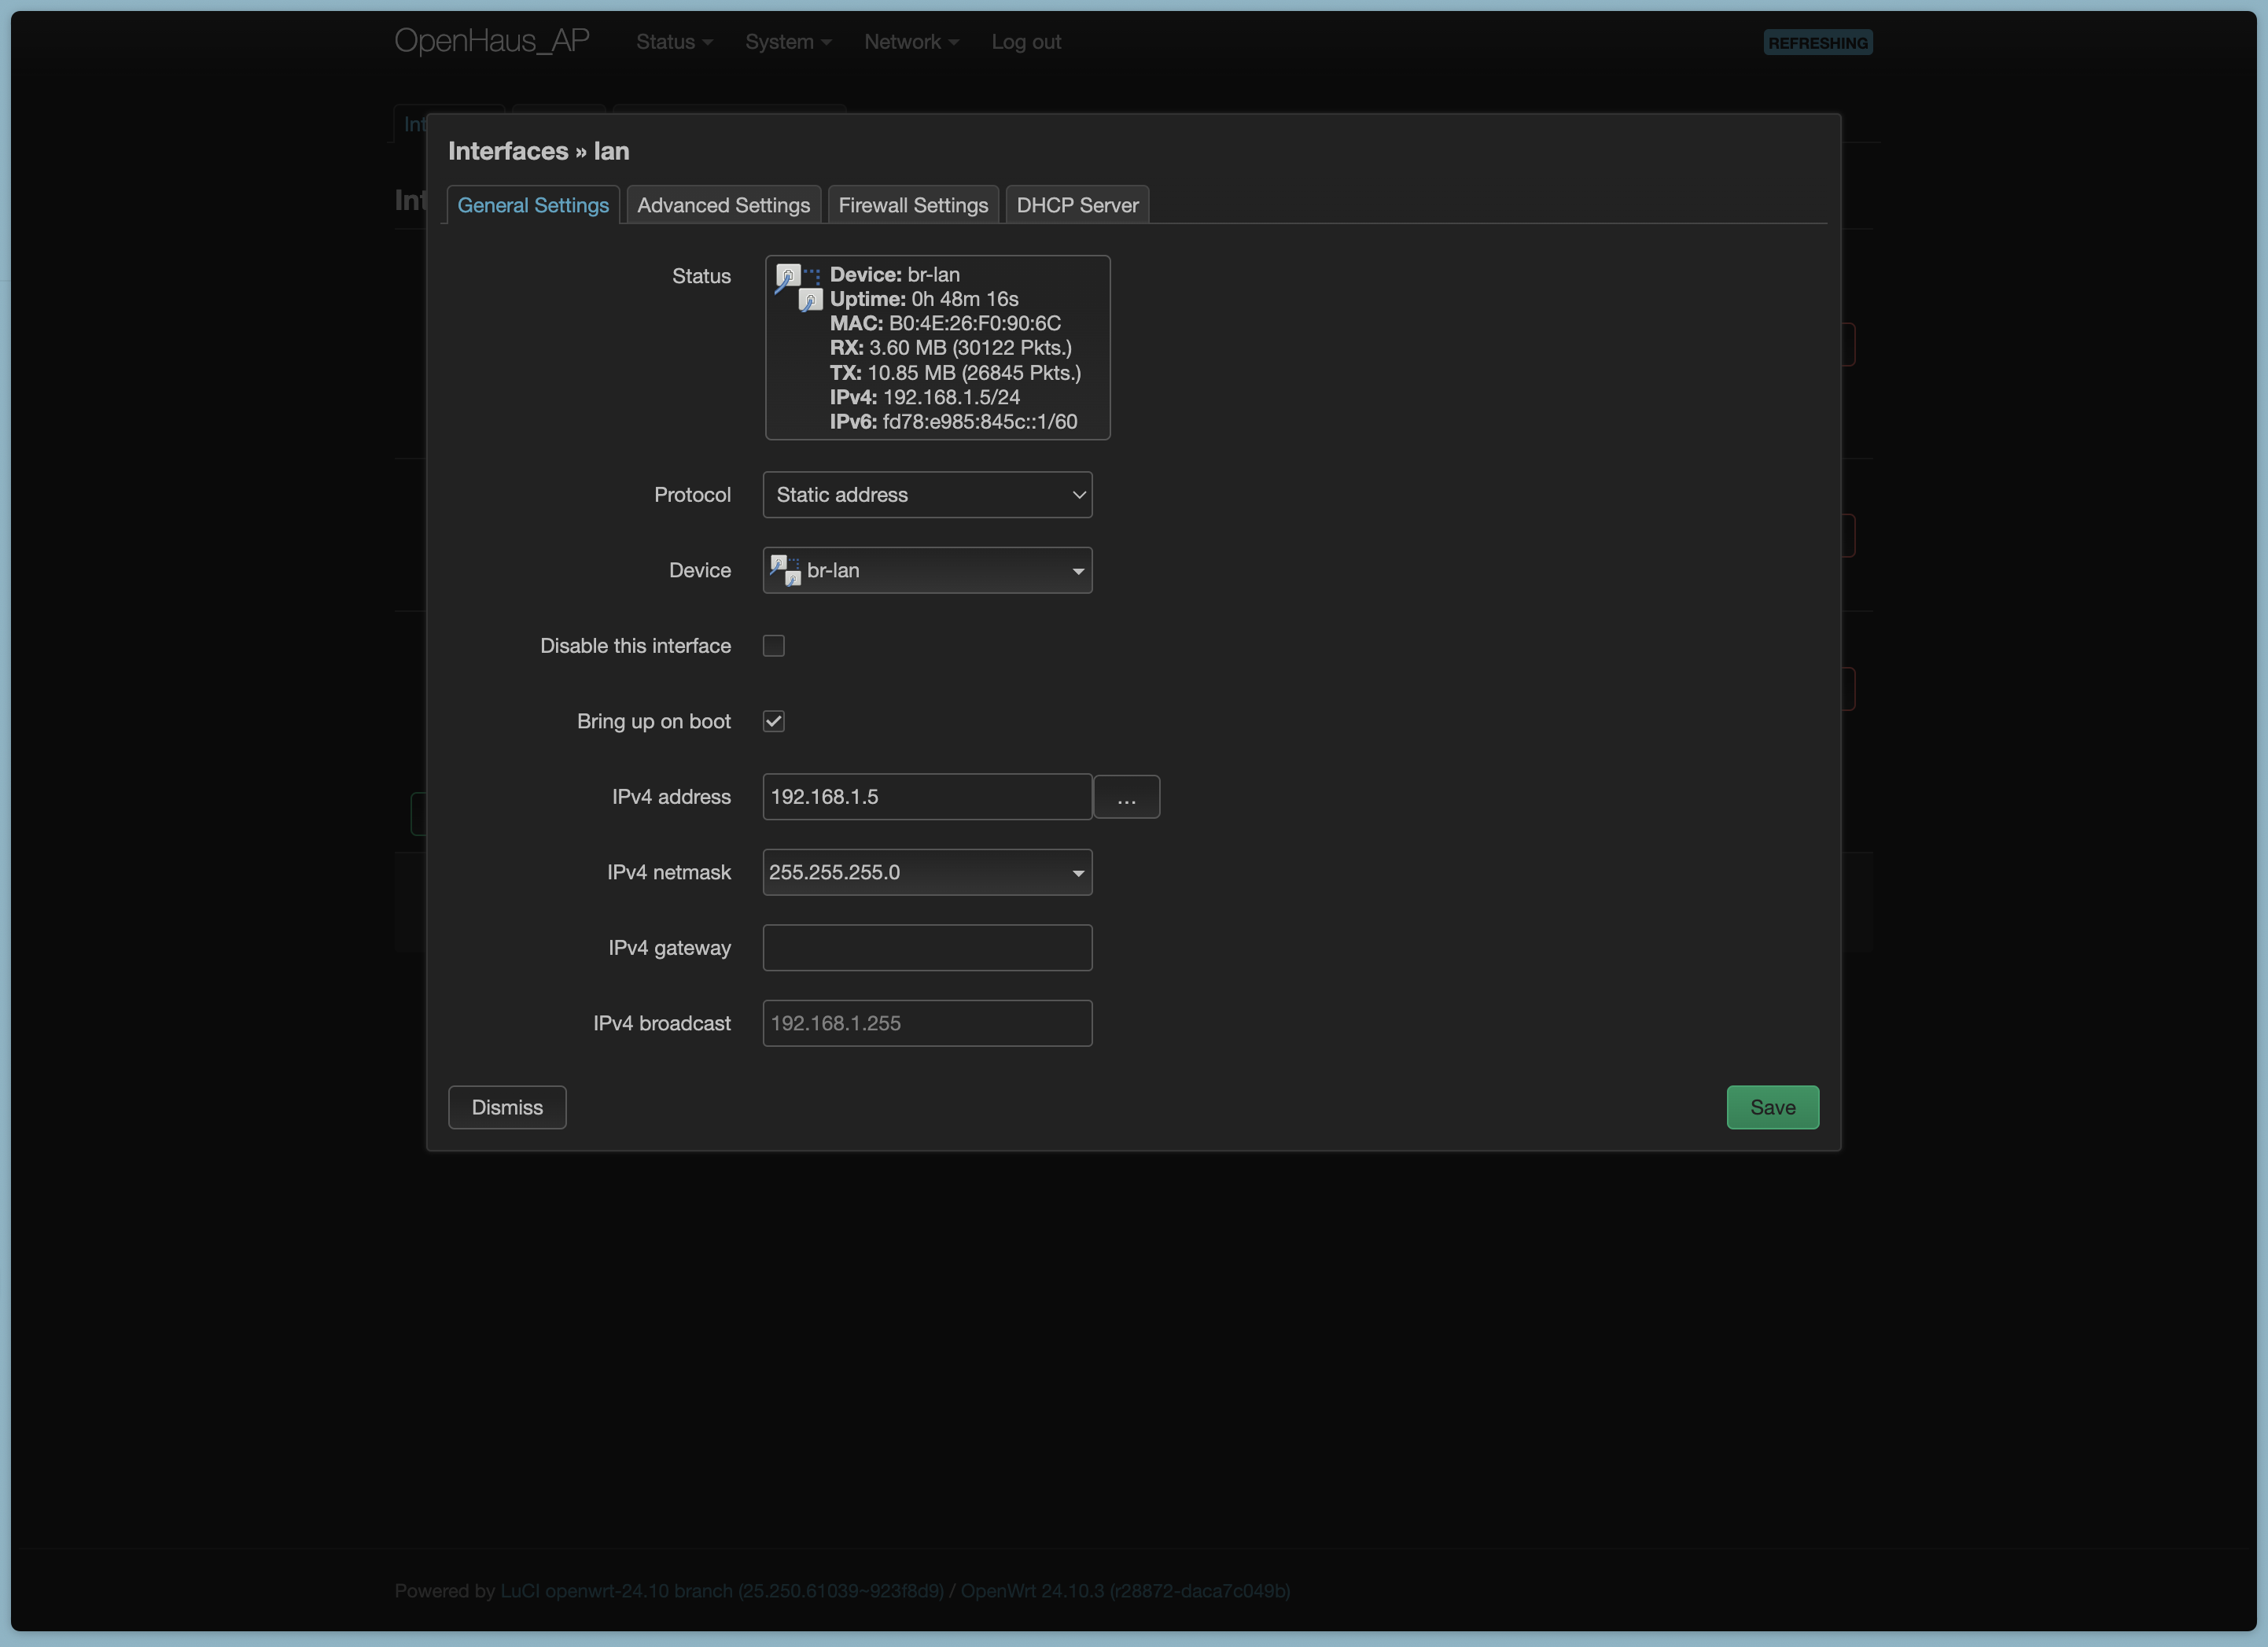 OpenHaus_AP Status System Network Log out REFRESHING
Int
Interfaces » lan
Int
General Settings Advanced Settings Firewall Settings DHCP Server
Status
Device: br-lan
Uptime: 0h 48m 16s
MAC: B0:4E:26:F0:90:6C
RX: 3.60 MB (30122 Pkts.)
TX: 10.85 MB (26845 Pkts.)
IPv4: 192.168.1.5/24
IPv6: fd78:e985:845c::1/60
Protocol Static address
Device br-lan
Disable this interface
Bring up on boot
IPv4 address 192.168.1.5 ...
IPv4 netmask 255.255.255.0
IPv4 gateway
IPv4 broadcast 192.168.1.255
Dismiss Save
Powered by LuCI openwrt-24.10 branch (25.250.61039~923f8d9) / OpenWrt 24.10.3 (r28872-daca7c049b)